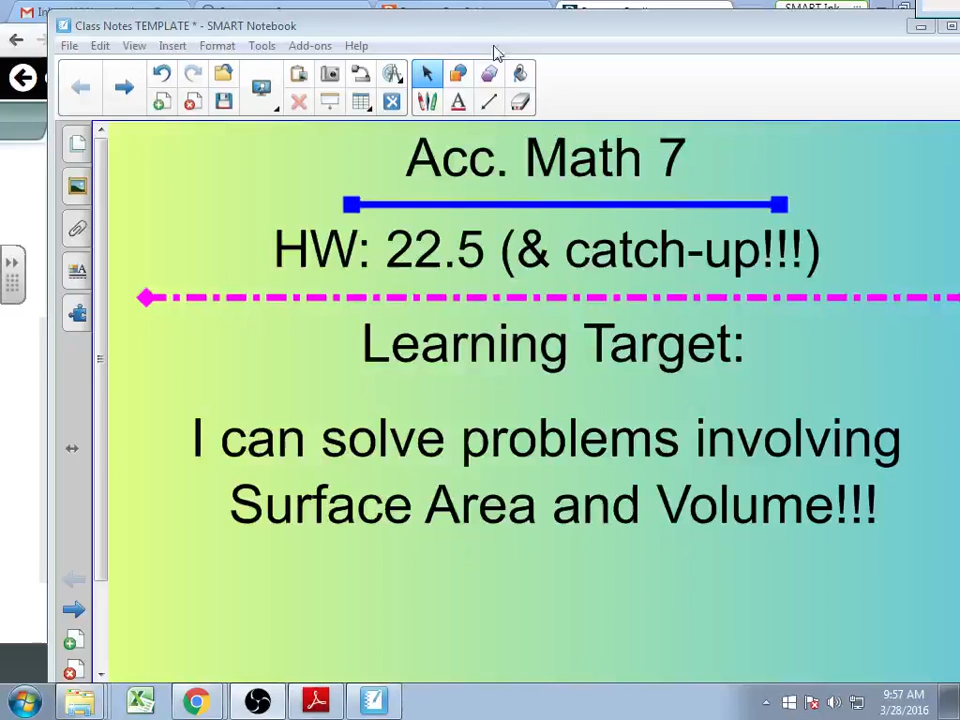 Class Notes TEMPLATE * - SMART Notebook
SMART Ink
File Edit View Insert Format Tools Add-ons Help
Acc. Math 7
HW: 22.5 (& catch-up!!!)
Learning Target:
I can solve problems involving
Surface Area and Volume!!!
9:57 AM
3/28/2016